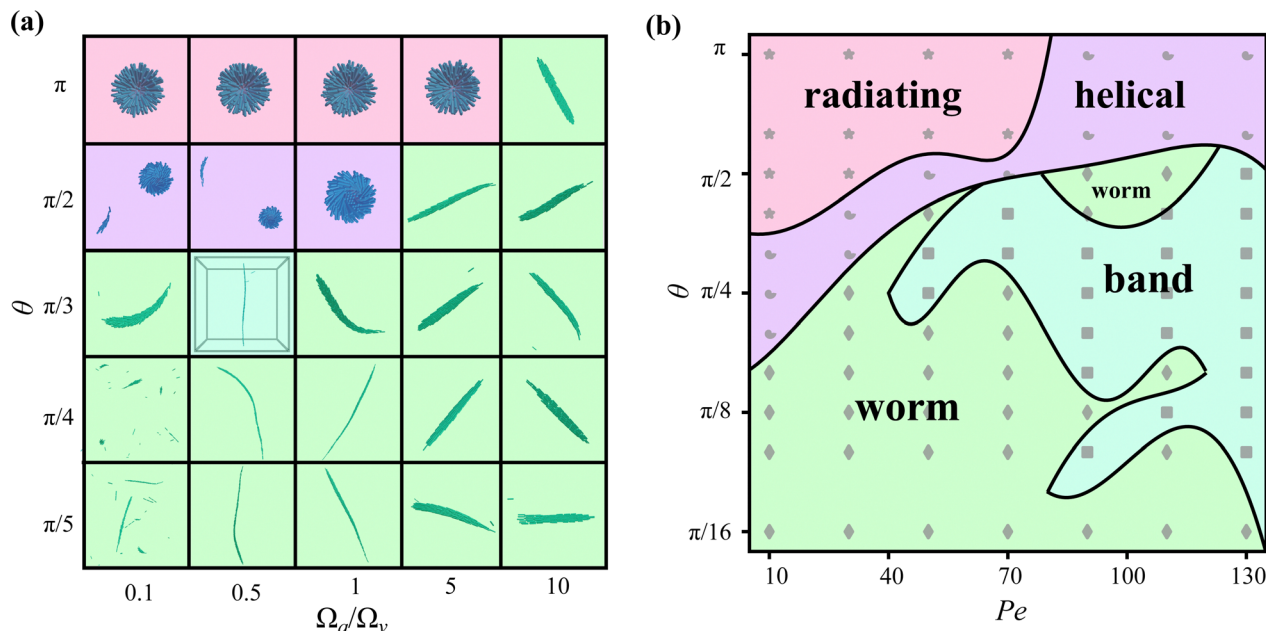 (a)
π
π/2
θ
π/3
π/4
π/5
0.1
0.5
1
5
10
Ωa/Ωv
(b)
π
radiating
helical
π/2
worm
θ
π/4
band
π/8
worm
π/16
10
40
70
100
130
Pe